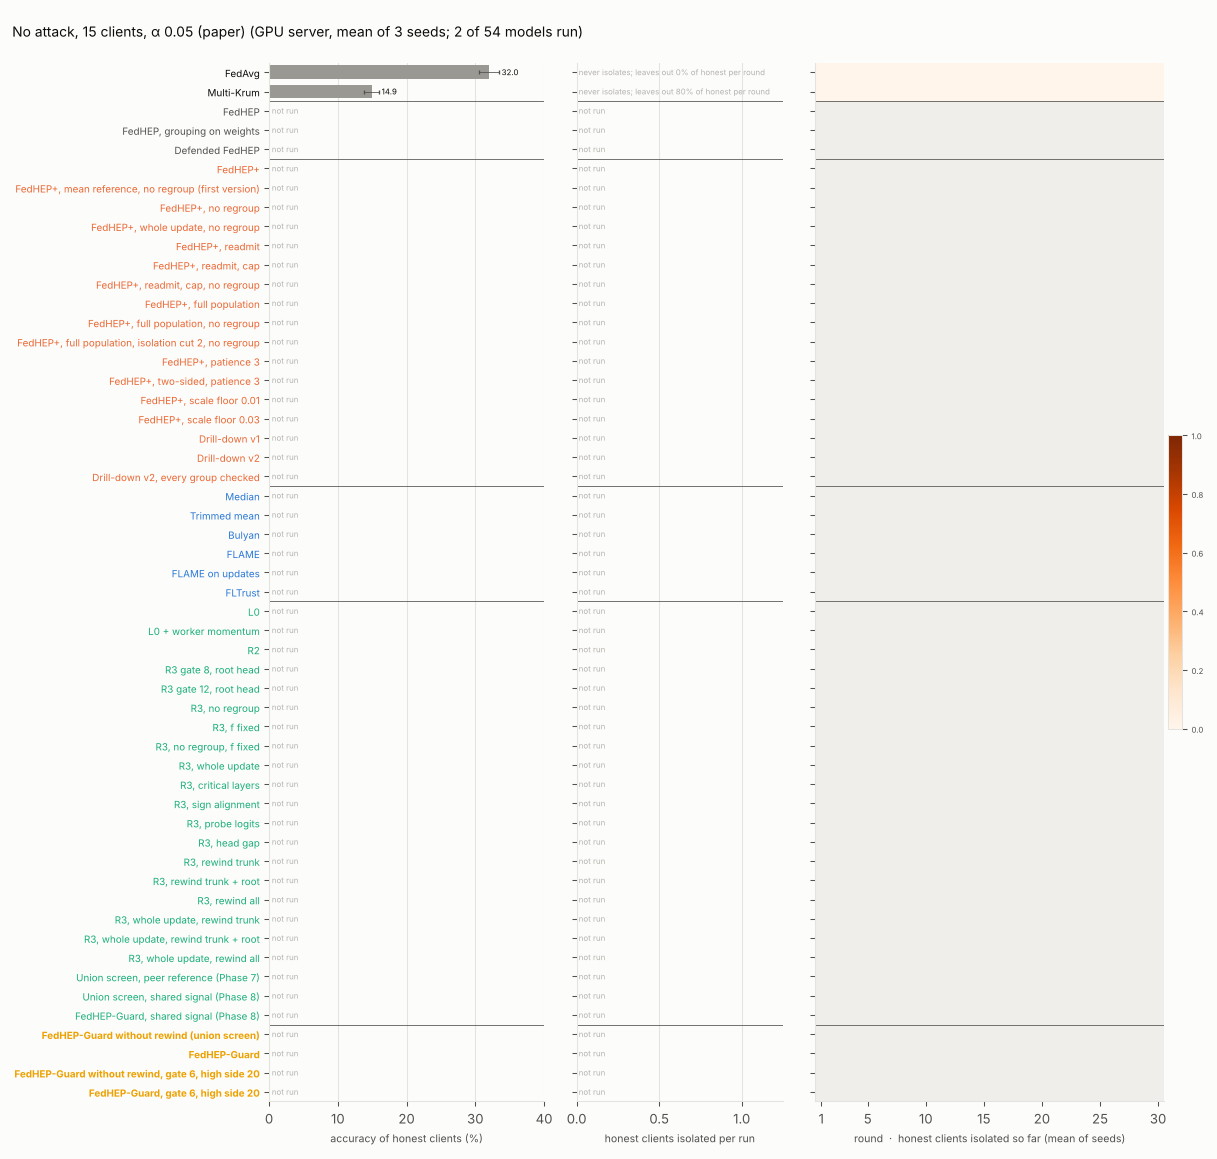 No attack, 15 clients, α 0.05 (paper) (GPU server, mean of 3 seeds; 2 of 54 models run)
FedAvg 32.0 never isolates; leaves out 0% of honest per round
Multi-Krum 14.9 never isolates; leaves out 80% of honest per round
FedHEP not run not run
FedHEP, grouping on weights not run not run
Defended FedHEP not run not run
FedHEP+ not run not run
FedHEP+, mean reference, no regroup (first version) not run not run
FedHEP+, no regroup not run not run
FedHEP+, whole update, no regroup not run not run
FedHEP+, readmit not run not run
FedHEP+, readmit, cap not run not run
FedHEP+, readmit, cap, no regroup not run not run
FedHEP+, full population not run not run
FedHEP+, full population, no regroup not run not run
FedHEP+, full population, isolation cut 2, no regroup not run not run
FedHEP+, patience 3 not run not run
FedHEP+, two-sided, patience 3 not run not run
FedHEP+, scale floor 0.01 not run not run
FedHEP+, scale floor 0.03 not run not run
Drill-down v1 not run not run
Drill-down v2 not run not run
Drill-down v2, every group checked not run not run
Median not run not run
Trimmed mean not run not run
Bulyan not run not run
FLAME not run not run
FLAME on updates not run not run
FLTrust not run not run
L0 not run not run
L0 + worker momentum not run not run
R2 not run not run
R3 gate 8, root head not run not run
R3 gate 12, root head not run not run
R3, no regroup not run not run
R3, f fixed not run not run
R3, no regroup, f fixed not run not run
R3, whole update not run not run
R3, critical layers not run not run
R3, sign alignment not run not run
R3, probe logits not run not run
R3, head gap not run not run
R3, rewind trunk not run not run
R3, rewind trunk + root not run not run
R3, rewind all not run not run
R3, whole update, rewind trunk not run not run
R3, whole update, rewind trunk + root not run not run
R3, whole update, rewind all not run not run
Union screen, peer reference (Phase 7) not run not run
Union screen, shared signal (Phase 8) not run not run
FedHEP-Guard, shared signal (Phase 8) not run not run
FedHEP-Guard without rewind (union screen) not run not run
FedHEP-Guard not run not run
FedHEP-Guard without rewind, gate 6, high side 20 not run not run
FedHEP-Guard, gate 6, high side 20 not run not run
0 10 20 30 40
accuracy of honest clients (%)
0.0 0.5 1.0
honest clients isolated per run
1 5 10 15 20 25 30
round · honest clients isolated so far (mean of seeds)
1.0
0.8
0.6
0.4
0.2
0.0